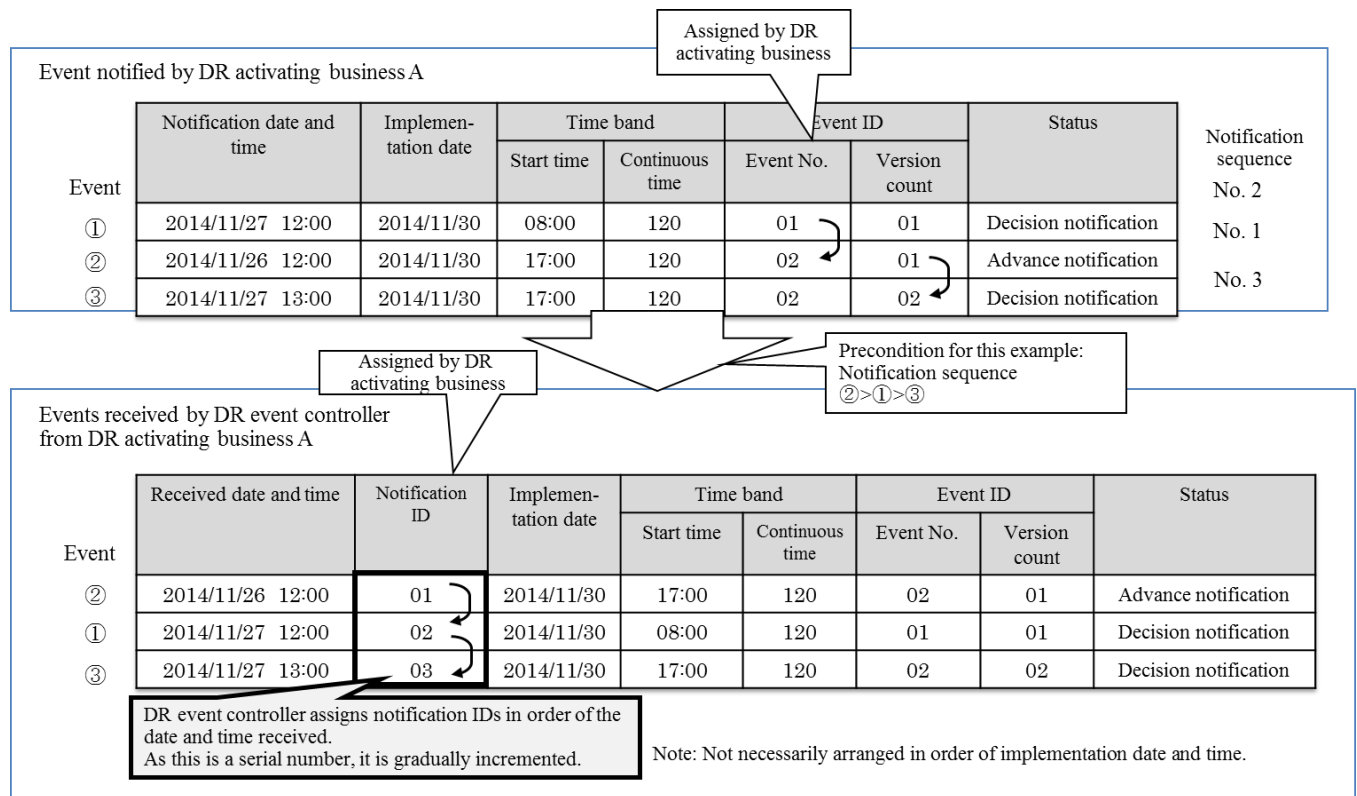 Assigned by DR
activating business
Event notified by DR activating business A
Notification date and
time
Implemen-
tation date
Time band
Event ID
Status
Start time
Continuous
time
Event No.
Version
count
Notification
sequence
Event
No. 2
① 2014/11/27 12:00 2014/11/30 08:00 120 01 01 Decision notification
No. 1
② 2014/11/26 12:00 2014/11/30 17:00 120 02 01 Advance notification
No. 3
③ 2014/11/27 13:00 2014/11/30 17:00 120 02 02 Decision notification
Precondition for this example:
Notification sequence
②>①>③
Assigned by DR
activating business
Events received by DR event controller
from DR activating business A
Received date and time
Notification
ID
Implemen-
tation date
Time band
Event ID
Status
Start time
Continuous
time
Event No.
Version
count
Event
② 2014/11/26 12:00 01 2014/11/30 17:00 120 02 01 Advance notification
① 2014/11/27 12:00 02 2014/11/30 08:00 120 01 01 Decision notification
③ 2014/11/27 13:00 03 2014/11/30 17:00 120 02 02 Decision notification
DR event controller assigns notification IDs in order of the
date and time received.
As this is a serial number, it is gradually incremented.
Note: Not necessarily arranged in order of implementation date and time.